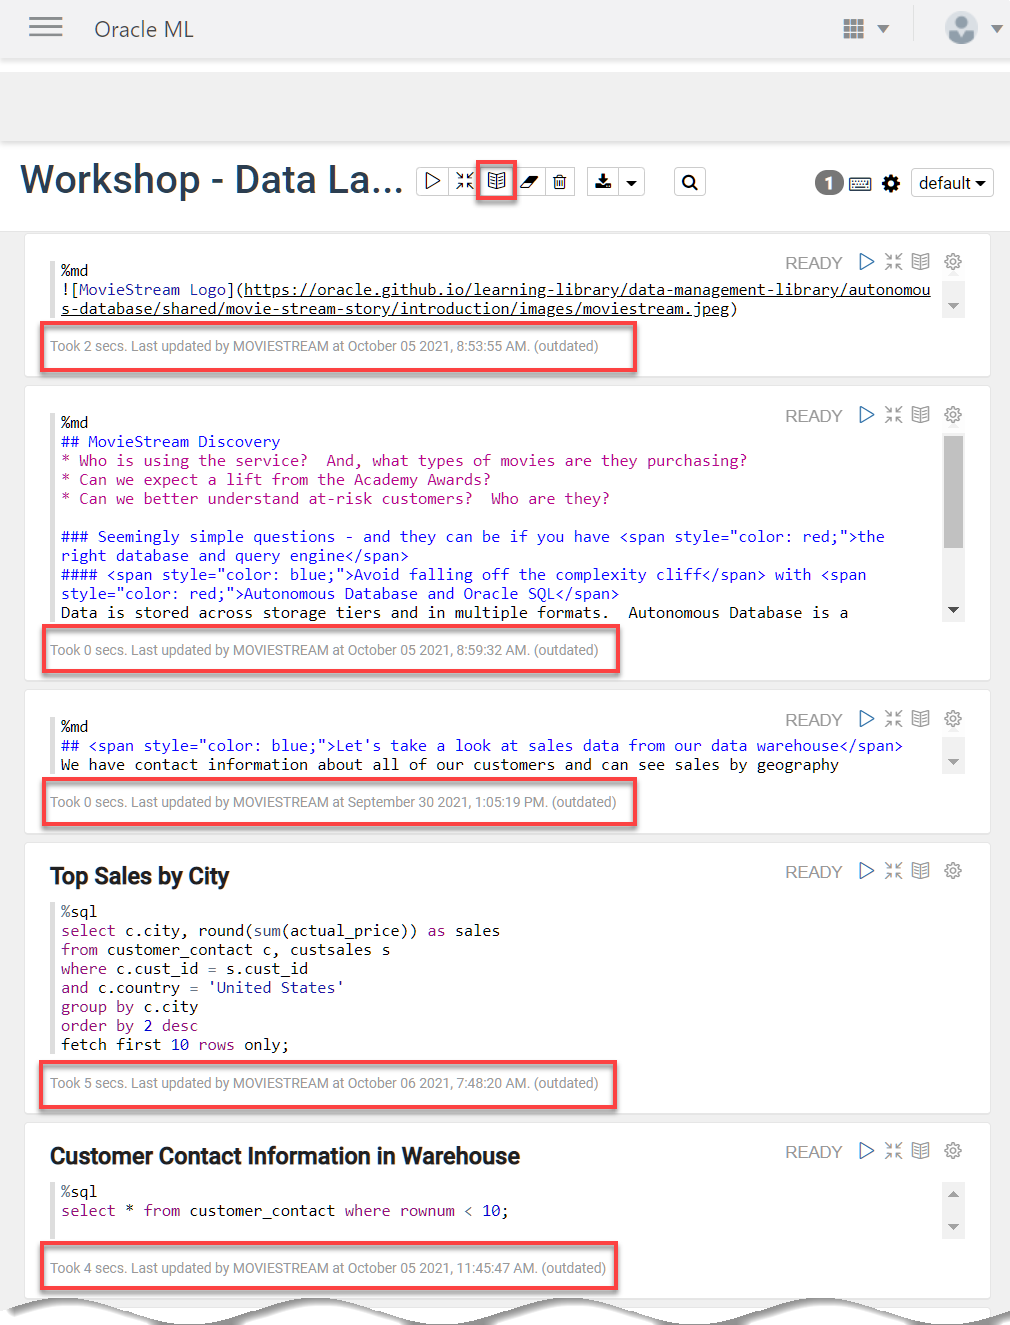 Oracle ML
Workshop - Data La...
1
default
READY
%md
![MovieStream Logo](https://oracle.github.io/learning-library/data-management-library/autonomou
s-database/shared/movie-stream-story/introduction/images/moviestream.jpeg)
Took 2 secs. Last updated by MOVIESTREAM at October 05 2021, 8:53:55 AM. (outdated)
READY
%md
## MovieStream Discovery
* Who is using the service?  And, what types of movies are they purchasing?
* Can we expect a lift from the Academy Awards?
* Can we better understand at-risk customers?  Who are they?
### Seemingly simple questions - and they can be if you have <span style="color: red;">the
right database and query engine</span>
#### <span style="color: blue;">Avoid falling off the complexity cliff</span> with <span
style="color: red;">Autonomous Database and Oracle SQL</span>
Data is stored across storage tiers and in multiple formats.  Autonomous Database is a
Took 0 secs. Last updated by MOVIESTREAM at October 05 2021, 8:59:32 AM. (outdated)
READY
%md
## <span style="color: blue;">Let's take a look at sales data from our data warehouse</span>
We have contact information about all of our customers and can see sales by geography
Took 0 secs. Last updated by MOVIESTREAM at September 30 2021, 1:05:19 PM. (outdated)
Top Sales by City
READY
%sql
select c.city, round(sum(actual_price)) as sales
from customer_contact c, custsales s
where c.cust_id = s.cust_id
and c.country = 'United States'
group by c.city
order by 2 desc
fetch first 10 rows only;
Took 5 secs. Last updated by MOVIESTREAM at October 06 2021, 7:48:20 AM. (outdated)
Customer Contact Information in Warehouse
READY
%sql
select * from customer_contact where rownum < 10;
Took 4 secs. Last updated by MOVIESTREAM at October 05 2021, 11:45:47 AM. (outdated)